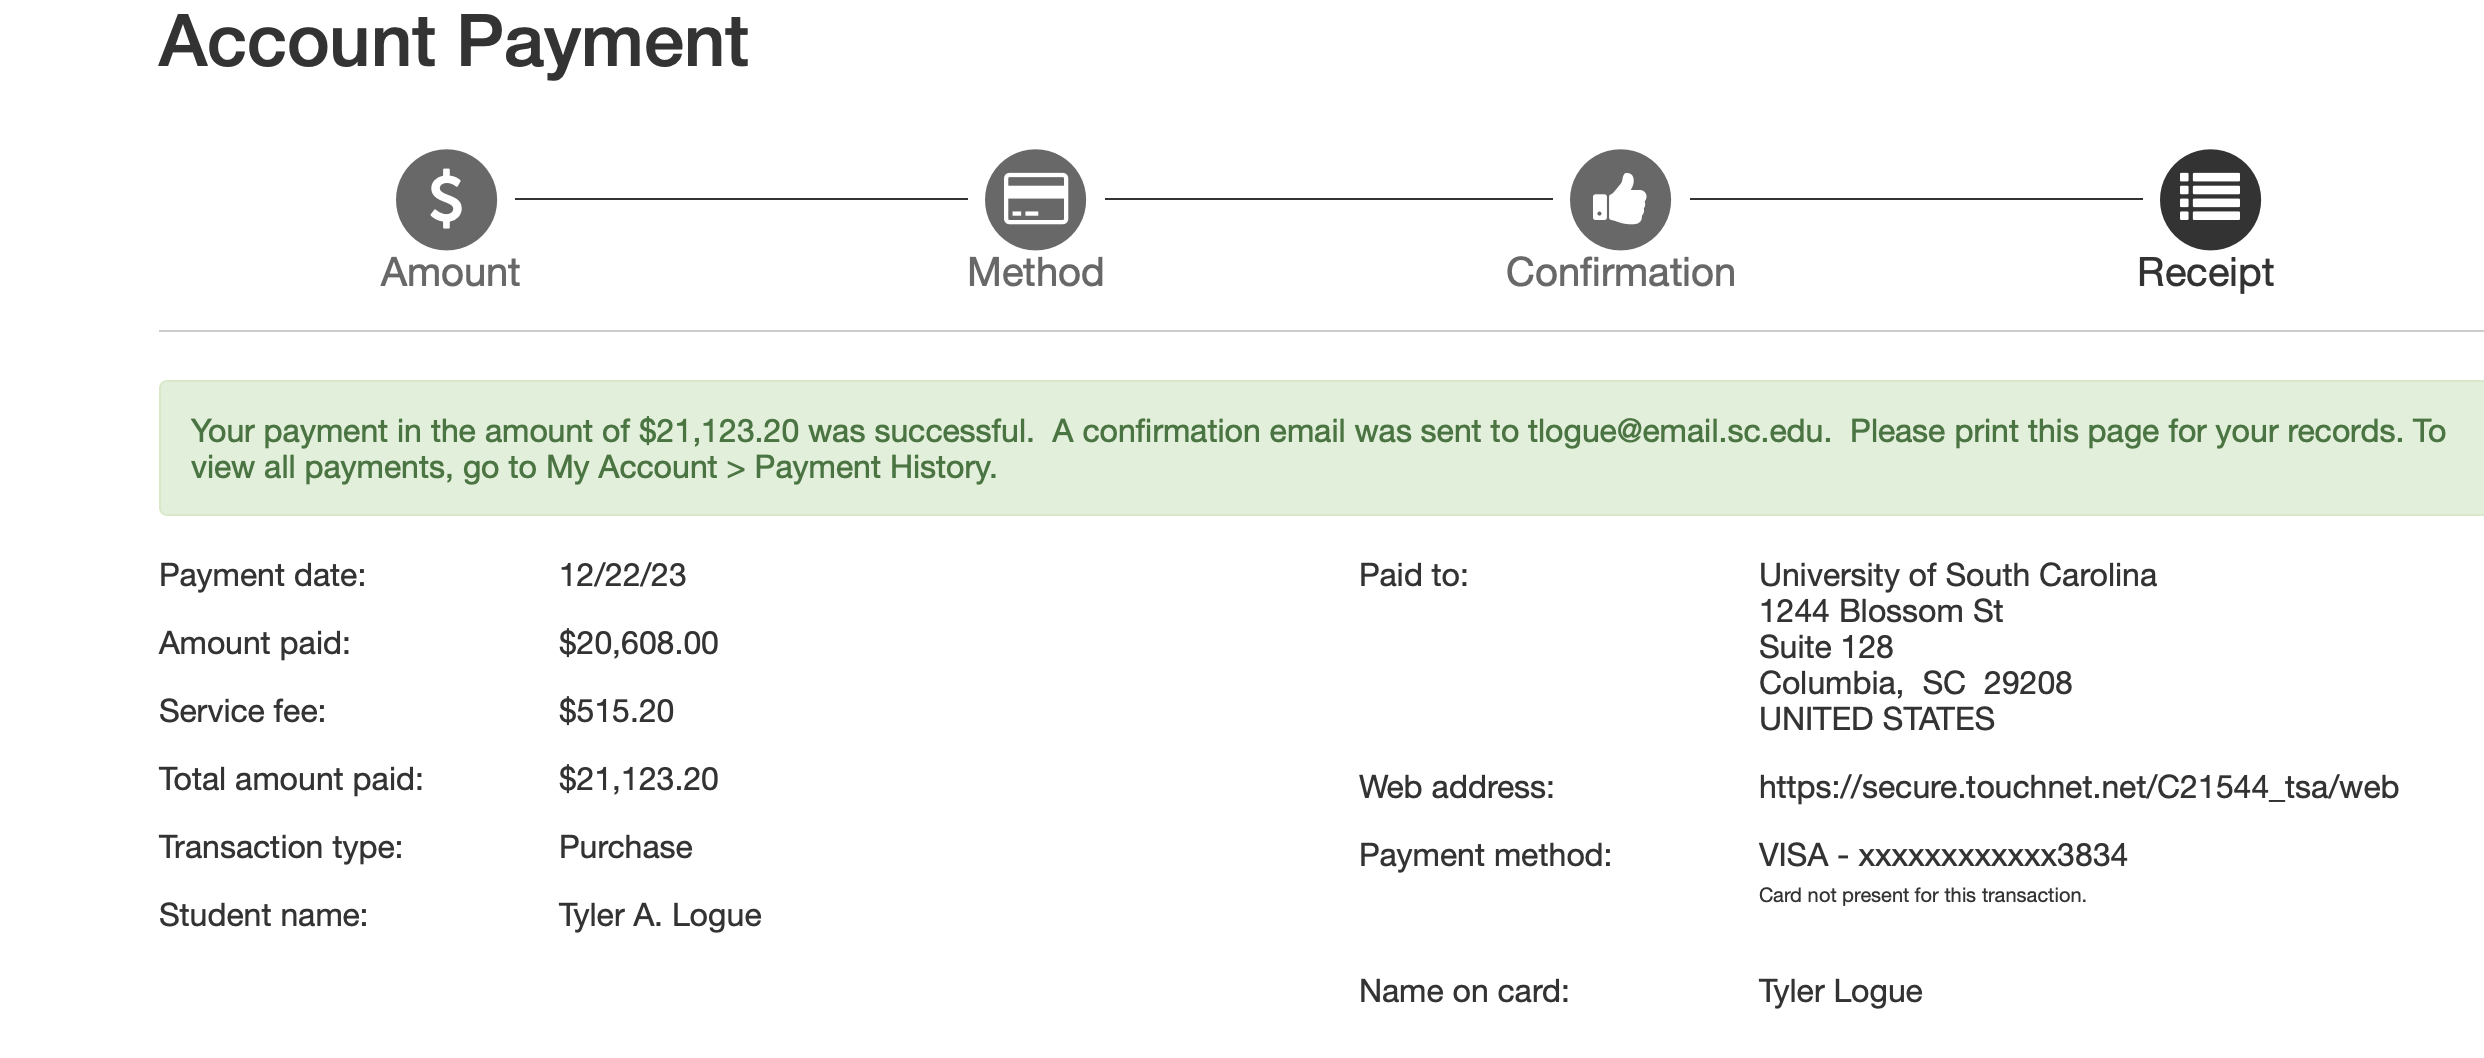 Account Payment
Amount
Method
Confirmation
Receipt
Your payment in the amount of $21,123.20 was successful.  A confirmation email was sent to tlogue@email.sc.edu.  Please print this page for your records. To
view all payments, go to My Account > Payment History.
Payment date: 12/22/23
Amount paid: $20,608.00
Service fee: $515.20
Total amount paid: $21,123.20
Transaction type: Purchase
Student name: Tyler A. Logue
Paid to: University of South Carolina
1244 Blossom St
Suite 128
Columbia,  SC  29208
UNITED STATES
Web address: https://secure.touchnet.net/C21544_tsa/web
Payment method: VISA - xxxxxxxxxxxx3834
Card not present for this transaction.
Name on card: Tyler Logue